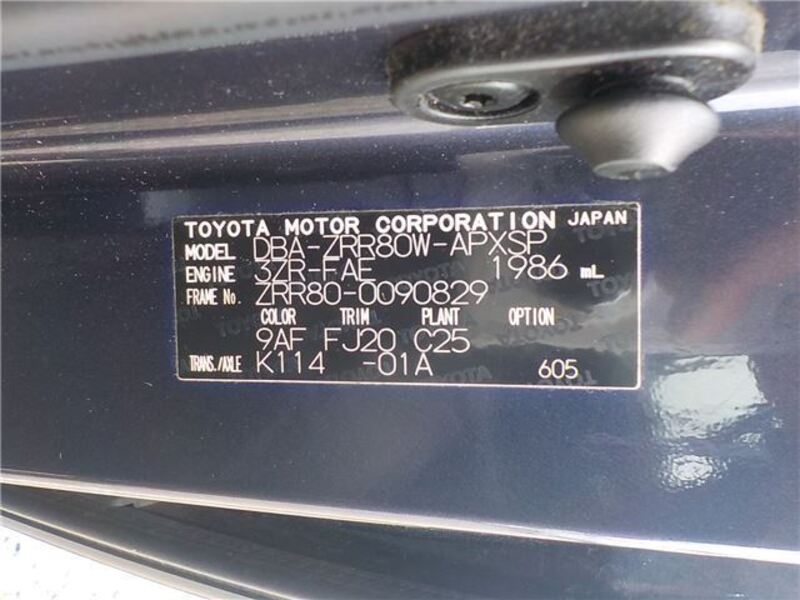 TOYOTA MOTOR CORPORATION JAPAN
MODEL DBA-ZRR80W-APXSP
ENGINE 3ZR-FAE 1986 mL
FRAME No. ZRR80-0090829
COLOR TRIM PLANT OPTION
9AF FJ20 C25
TRANS./AXLE K114 -01A 605